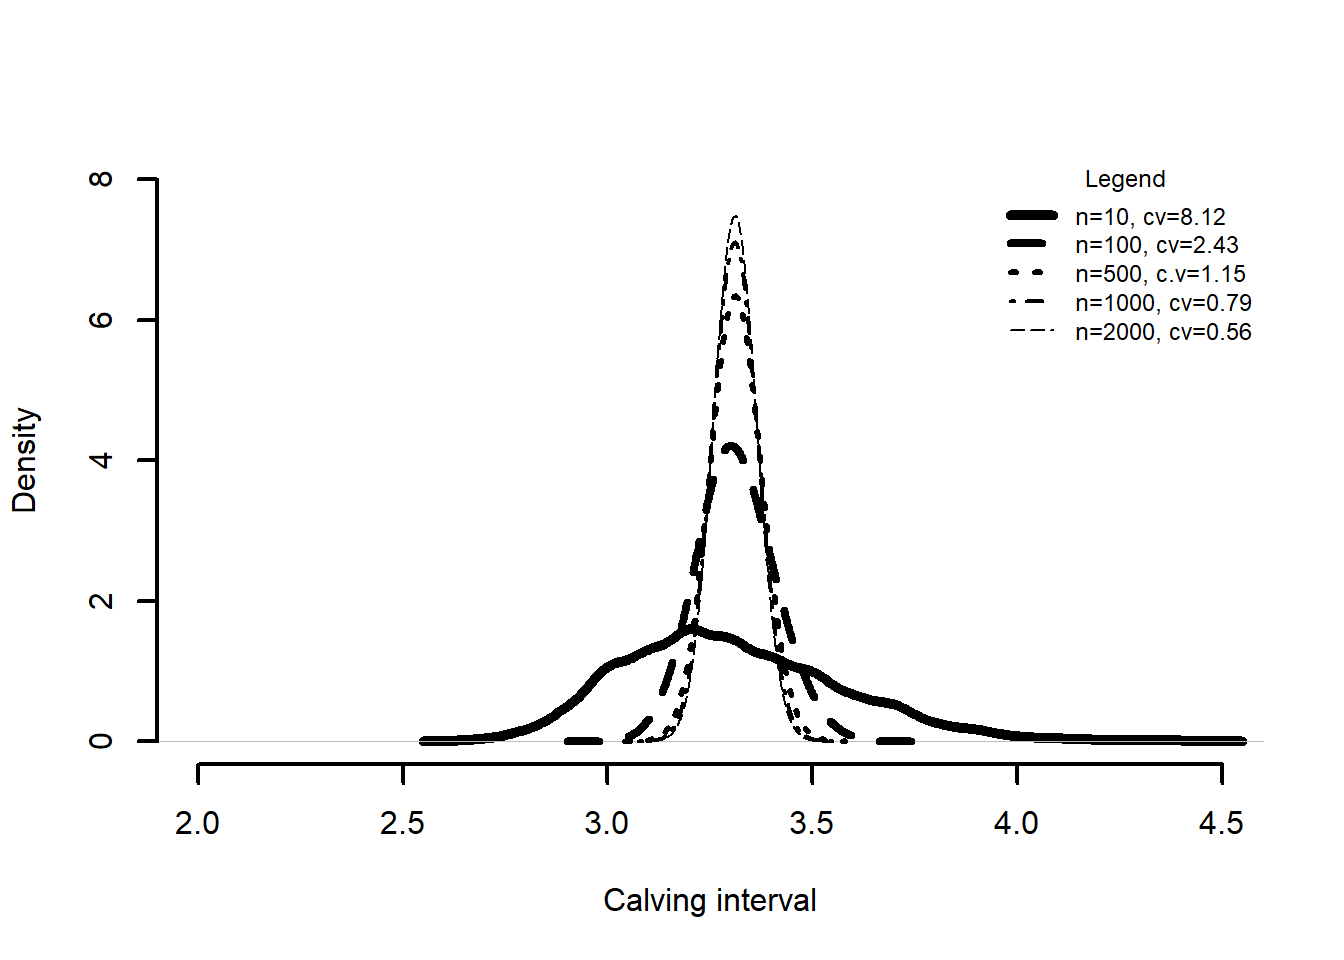 Legend
n=10, cv=8.12
n=100, cv=2.43
n=500, c.v=1.15
n=1000, cv=0.79
n=2000, cv=0.56
Density
8
6
4
2
0
2.0 2.5 3.0 3.5 4.0 4.5
Calving interval